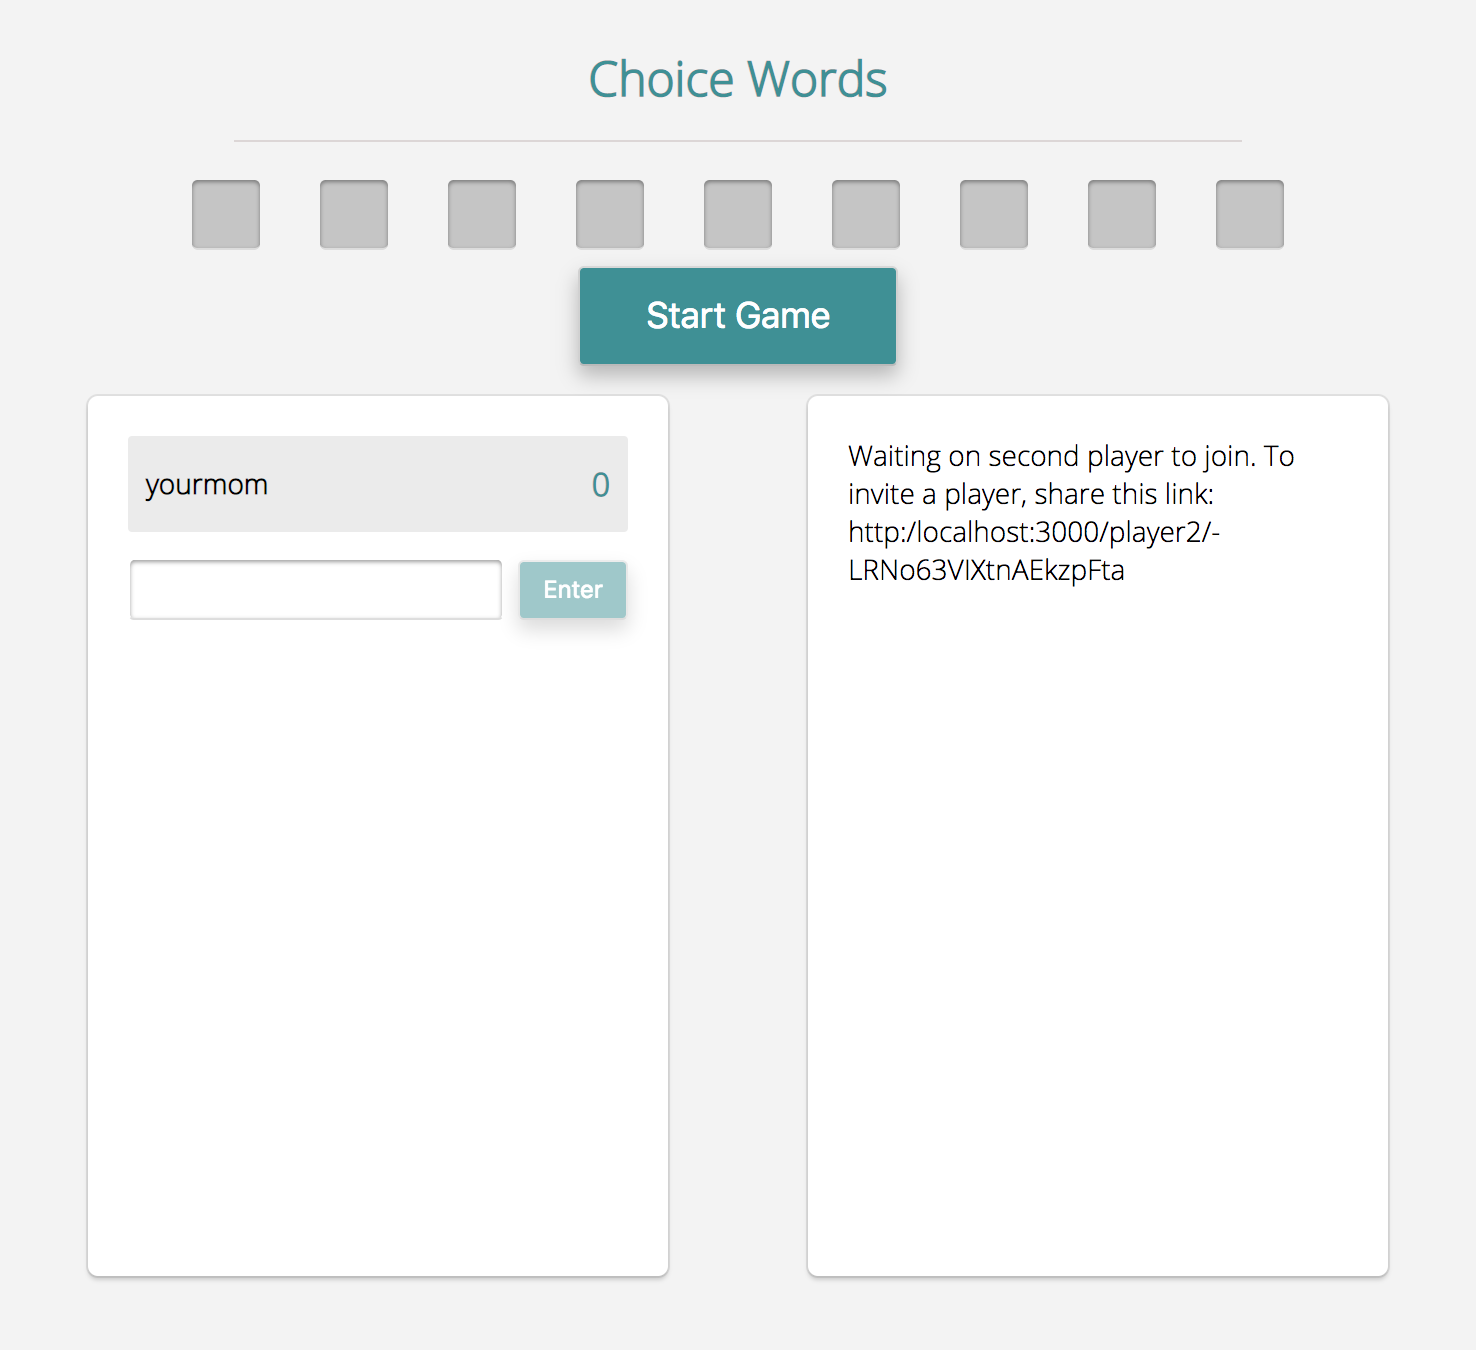 Choice Words
Start Game
yourmom 0
Enter
Waiting on second player to join. To
invite a player, share this link:
http:/localhost:3000/player2/-
LRNo63VIXtnAEkzpFta